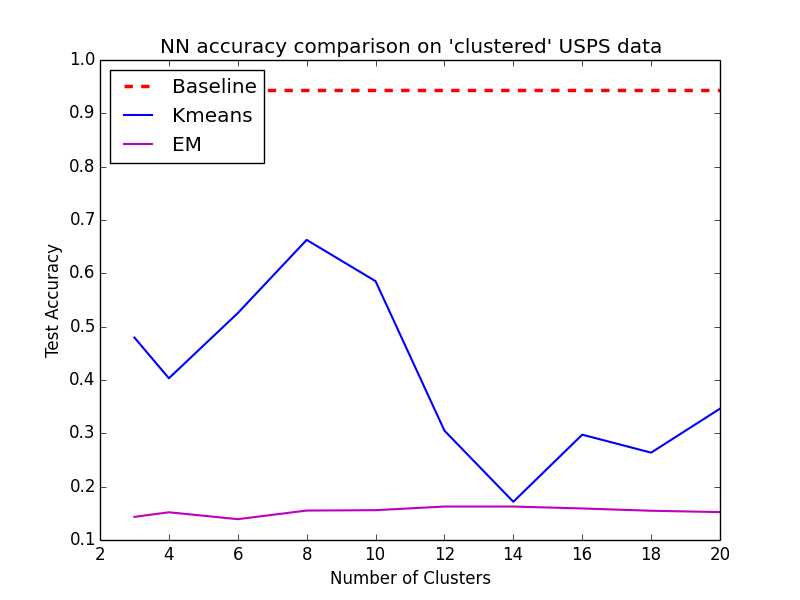 NN accuracy comparison on 'clustered' USPS data
1.0
0.9
0.8
0.7
0.6
0.5
0.4
0.3
0.2
0.1
Test Accuracy
Baseline
Kmeans
EM
2 4 6 8 10 12 14 16 18 20
Number of Clusters